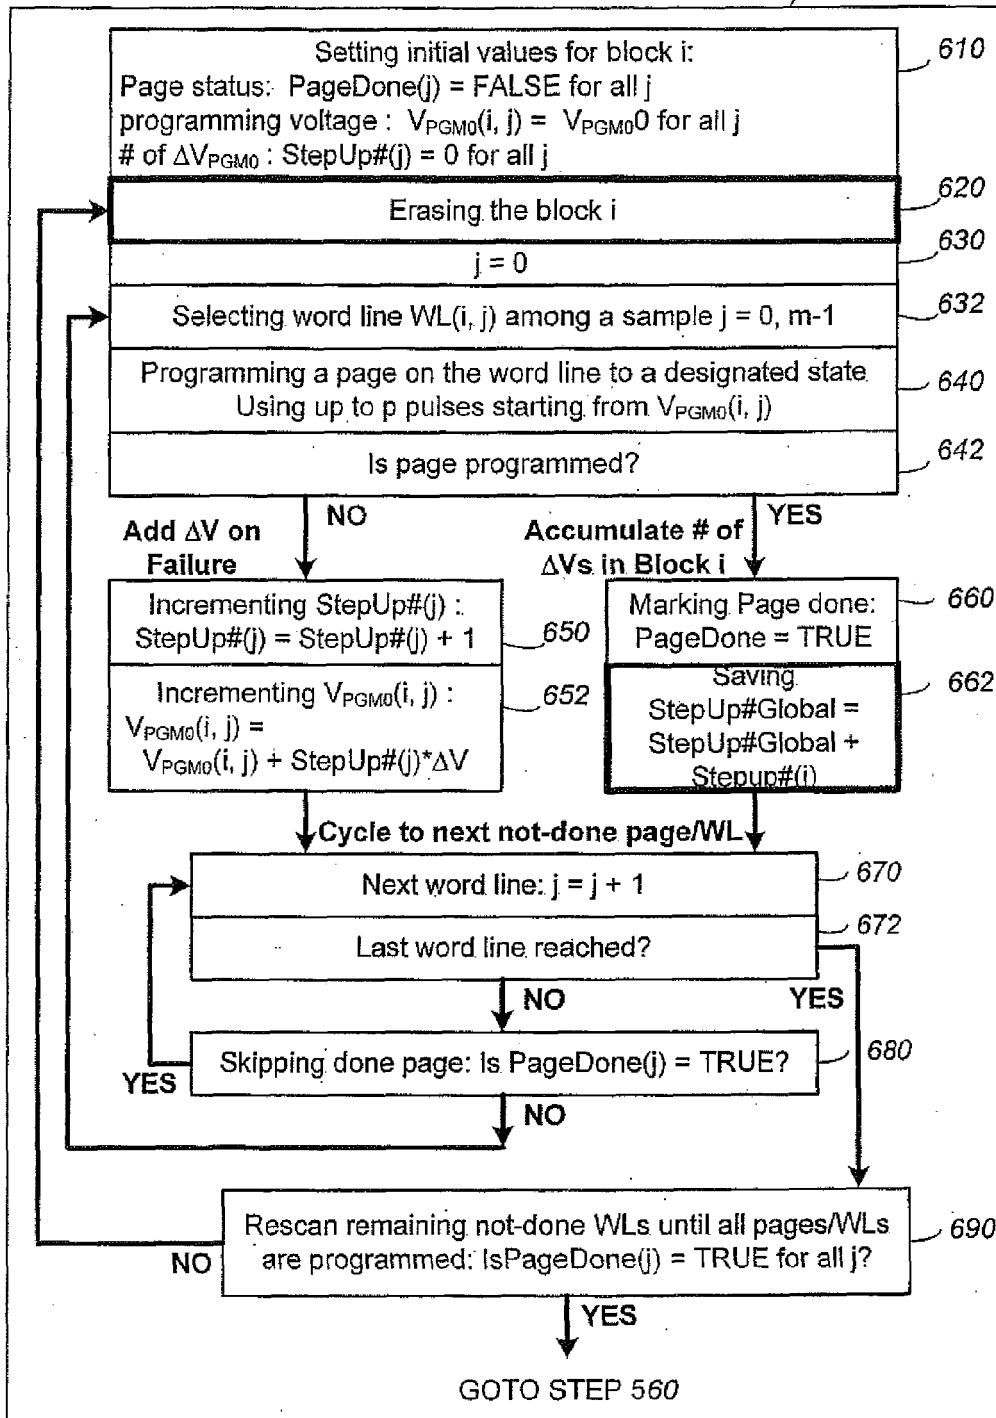 Setting initial values for block i:
Page status: PageDone(j) = FALSE for all j
programming voltage : VPGM0(i, j) = VPGM00 for all j
# of ΔVPGM0 : StepUp#(j) = 0 for all j
610
Erasing the block i
620
j = 0
630
Selecting word line WL(i, j) among a sample j = 0, m-1
632
Programming a page on the word line to a designated state
Using up to p pulses starting from VPGM0(i, j)
640
Is page programmed?
642
NO
YES
Add ΔV on
Failure
Accumulate # of
ΔVs in Block i
Incrementing StepUp#(j) :
StepUp#(j) = StepUp#(j) + 1
650
Incrementing VPGM0(i, j) :
VPGM0(i, j) =
VPGM0(i, j) + StepUp#(j)*ΔV
652
Marking Page done:
PageDone = TRUE
660
Saving
StepUp#Global =
StepUp#Global +
Stepup#(i)
662
Cycle to next not-done page/WL
Next word line: j = j + 1
670
Last word line reached?
672
NO
YES
Skipping done page: Is PageDone(j) = TRUE?
680
YES
NO
Rescan remaining not-done WLs until all pages/WLs
are programmed: IsPageDone(j) = TRUE for all j?
690
NO
YES
GOTO STEP 560